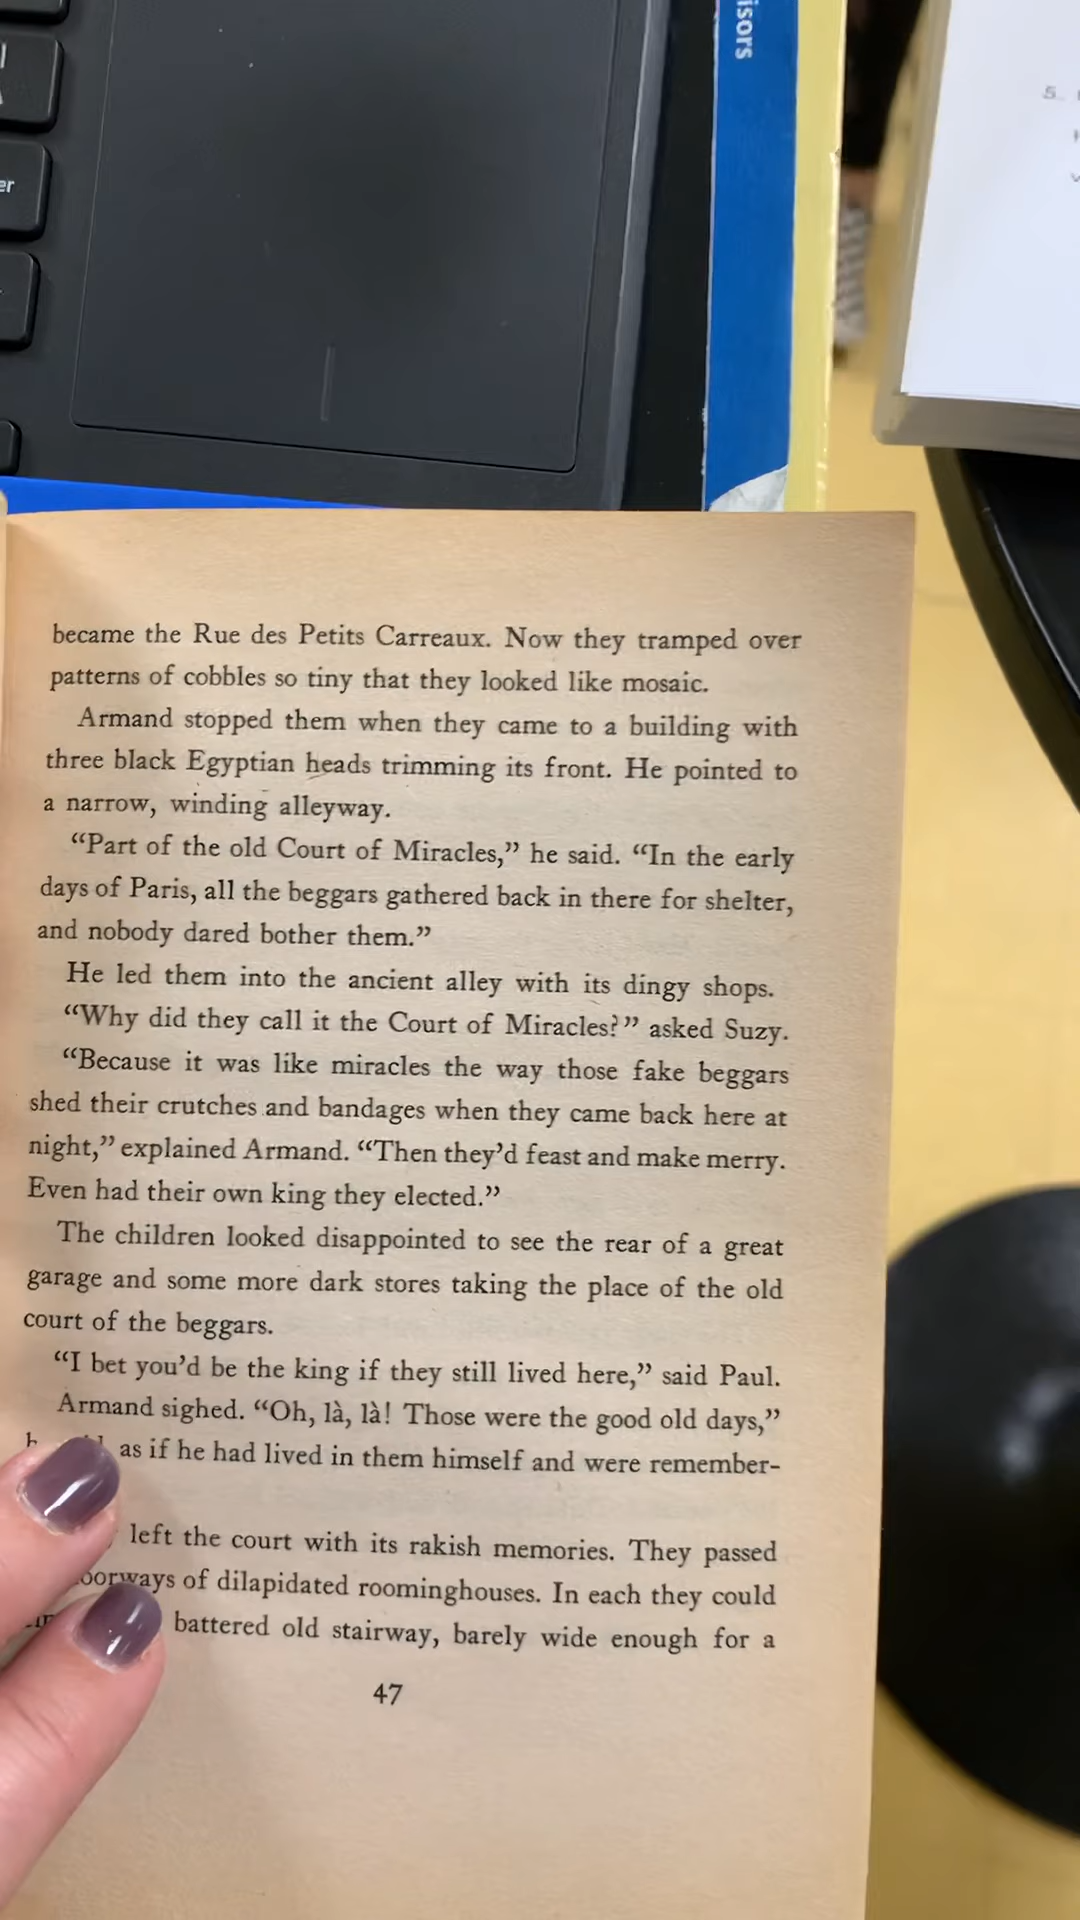 isors
er
5.
became the Rue des Petits Carreaux. Now they tramped over
patterns of cobbles so tiny that they looked like mosaic.
Armand stopped them when they came to a building with
three black Egyptian heads trimming its front. He pointed to
a narrow, winding alleyway.
“Part of the old Court of Miracles,” he said. “In the early
days of Paris, all the beggars gathered back in there for shelter,
and nobody dared bother them.”
He led them into the ancient alley with its dingy shops.
“Why did they call it the Court of Miracles?” asked Suzy.
“Because it was like miracles the way those fake beggars
shed their crutches and bandages when they came back here at
night,” explained Armand. “Then they’d feast and make merry.
Even had their own king they elected.”
The children looked disappointed to see the rear of a great
garage and some more dark stores taking the place of the old
court of the beggars.
“I bet you’d be the king if they still lived here,” said Paul.
Armand sighed. “Oh, là, là! Those were the good old days,”
as if he had lived in them himself and were remember-
left the court with its rakish memories. They passed
oorways of dilapidated roominghouses. In each they could
battered old stairway, barely wide enough for a
47